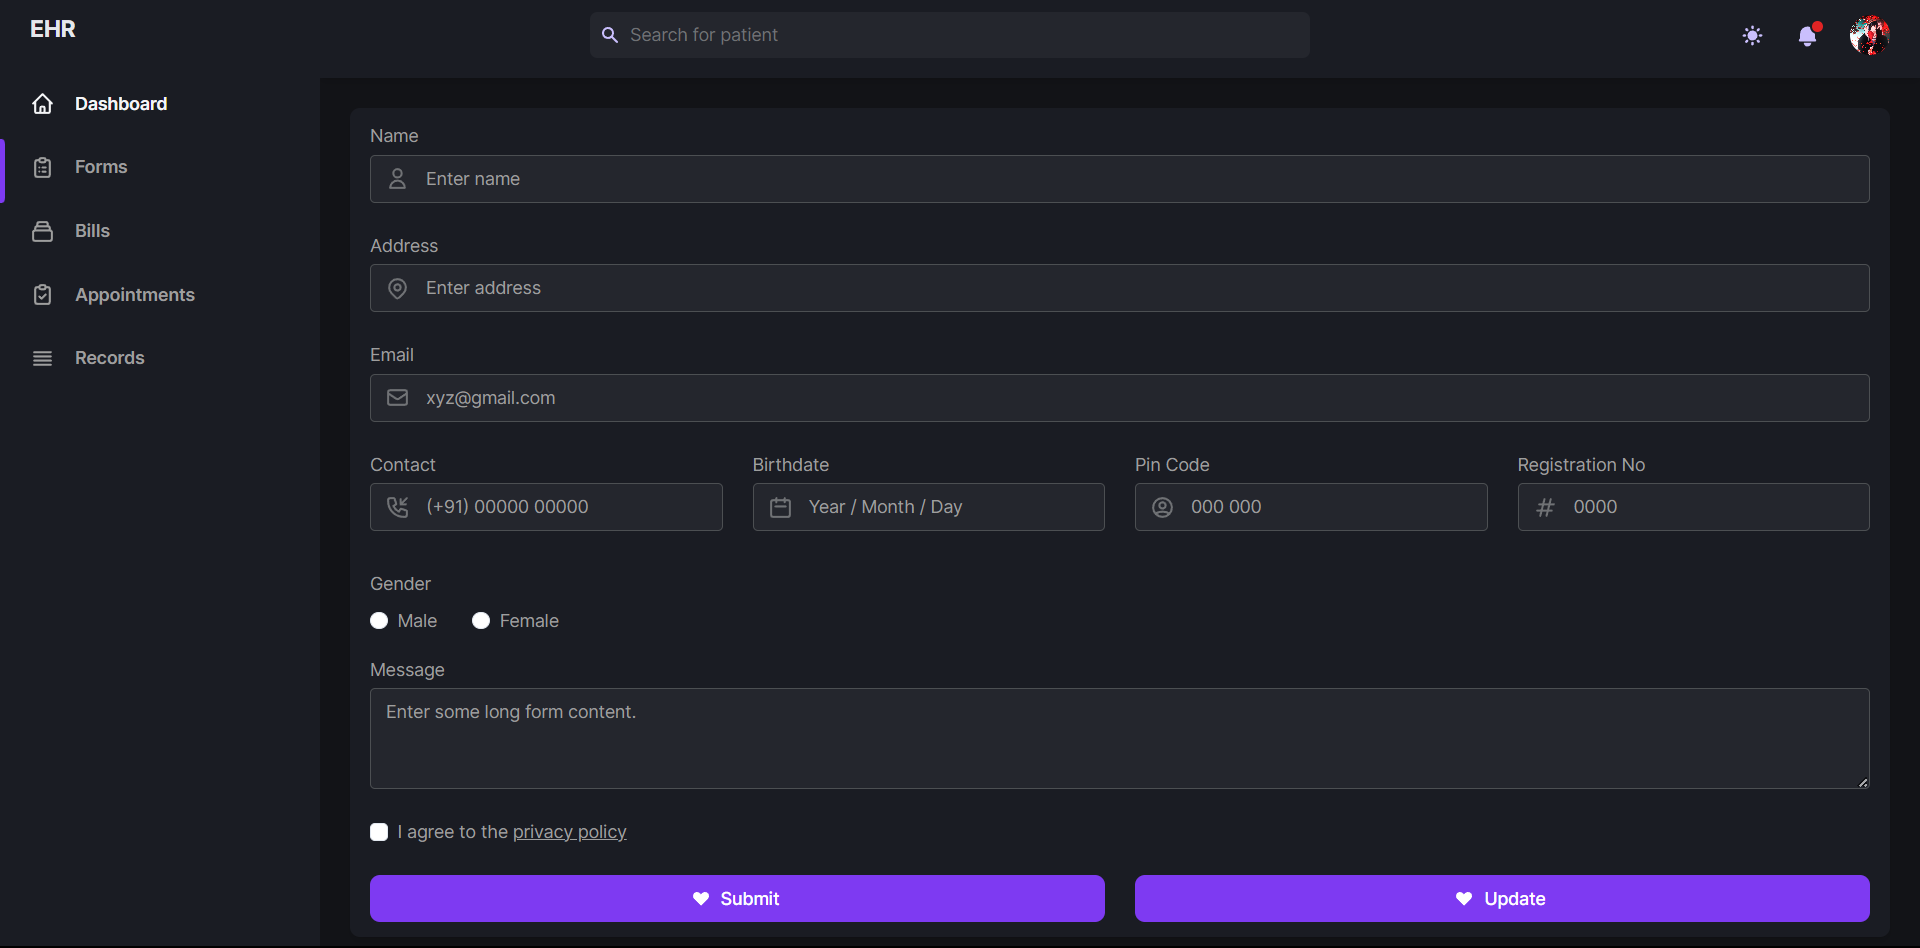 EHR
Search for patient
Dashboard
Forms
Bills
Appointments
Records
Name
Enter name
Address
Enter address
Email
xyz@gmail.com
Contact
Birthdate
Pin Code
Registration No
(+91) 00000 00000
Year / Month / Day
000 000
0000
Gender
Male
Female
Message
Enter some long form content.
I agree to the privacy policy
Submit
Update